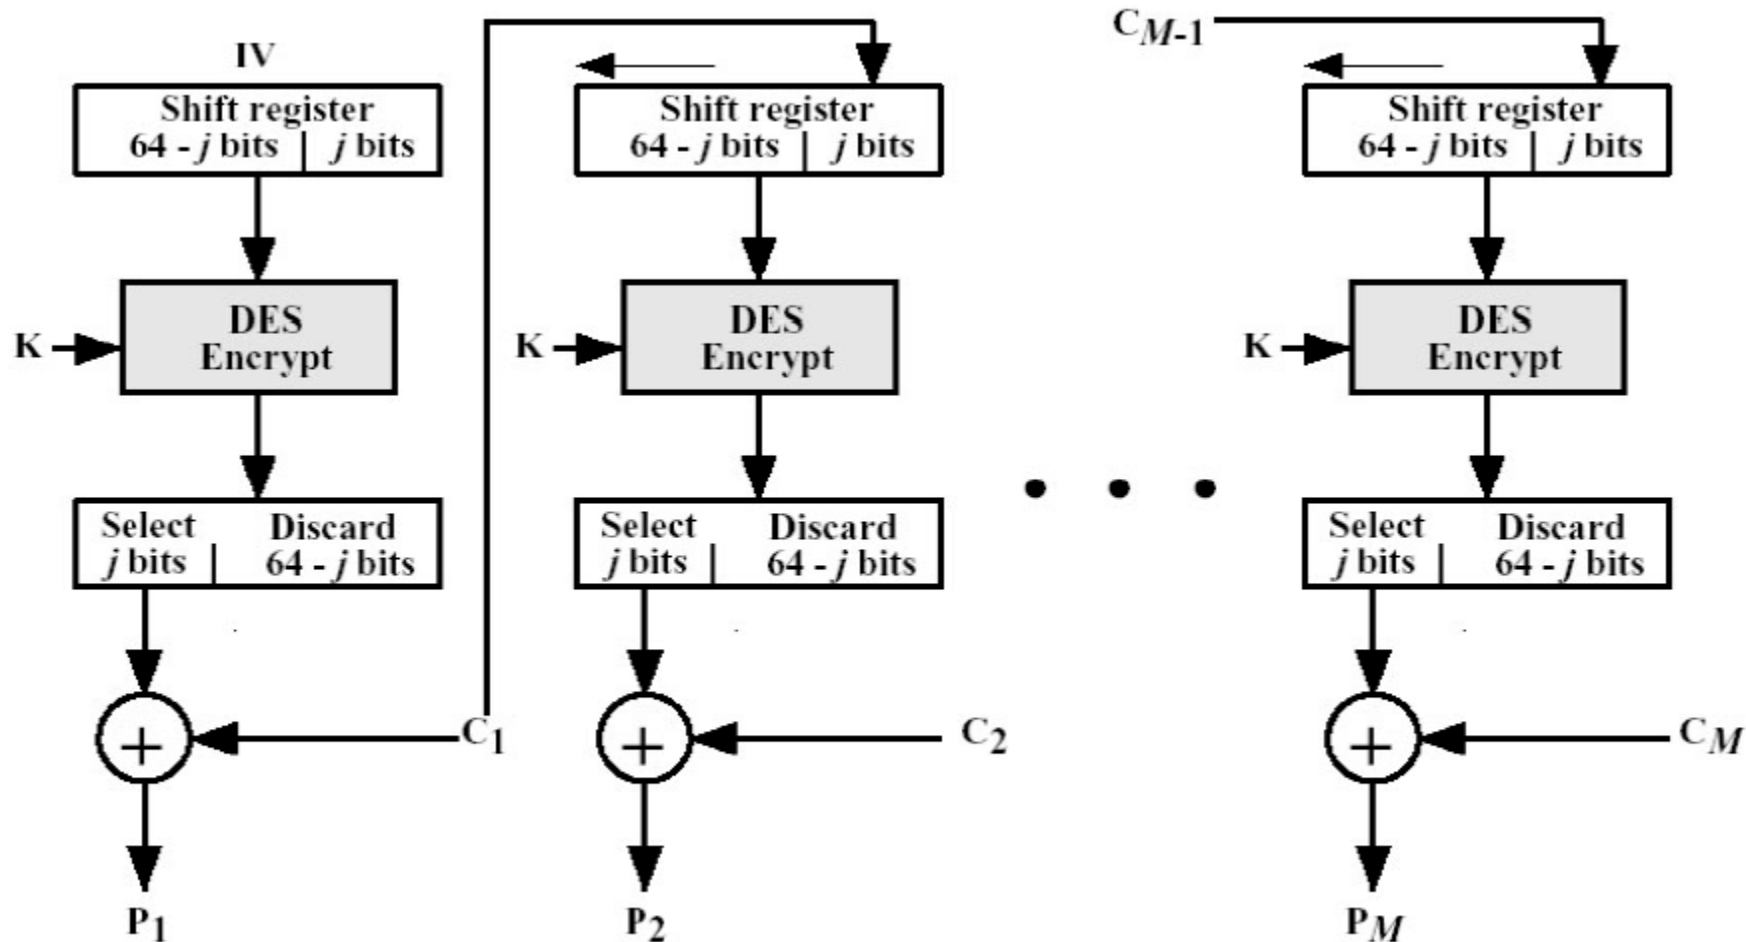 IV
Shift register
64 - j bits | j bits
K
DES
Encrypt
Select Discard
j bits | 64 - j bits
+
C1
P1
Shift register
64 - j bits | j bits
K
DES
Encrypt
Select Discard
j bits | 64 - j bits
+
C2
P2
• • •
CM-1
Shift register
64 - j bits | j bits
K
DES
Encrypt
Select Discard
j bits | 64 - j bits
+
CM
PM